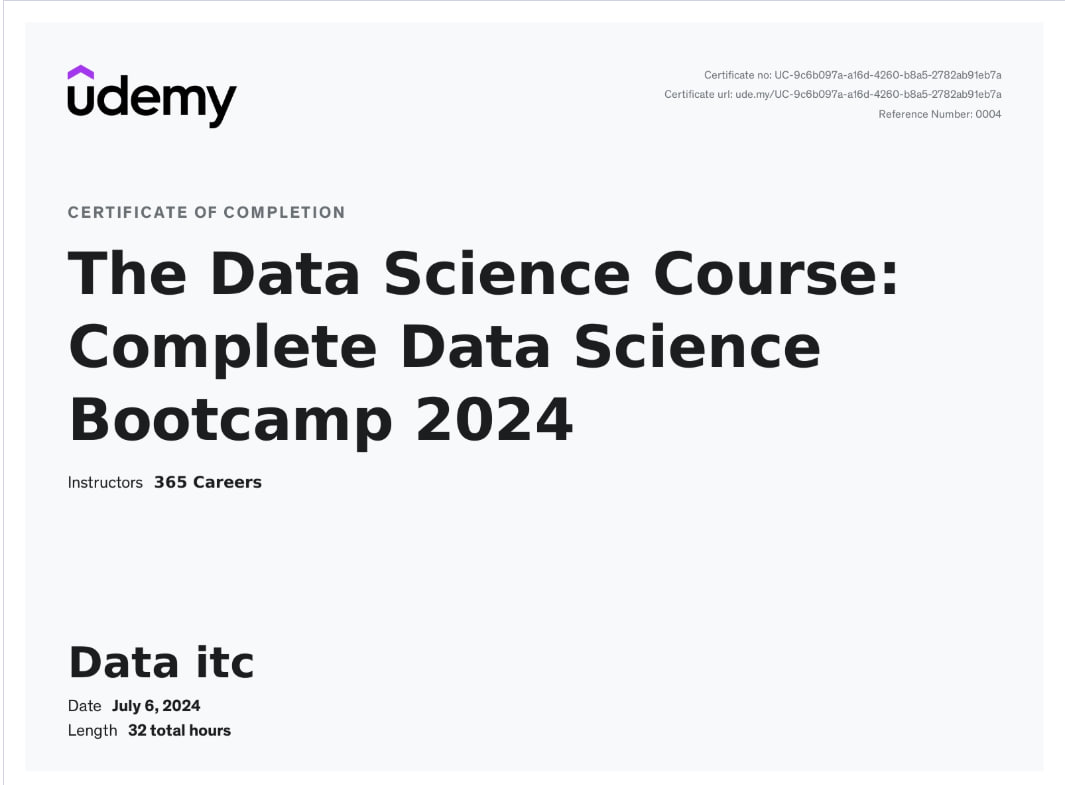 udemy
Certificate no: UC-9c6b097a-a16d-4260-b8a5-2782ab91eb7a
Certificate url: ude.my/UC-9c6b097a-a16d-4260-b8a5-2782ab91eb7a
Reference Number: 0004
CERTIFICATE OF COMPLETION
The Data Science Course:
Complete Data Science
Bootcamp 2024
Instructors 365 Careers
Data itc
Date July 6, 2024
Length 32 total hours